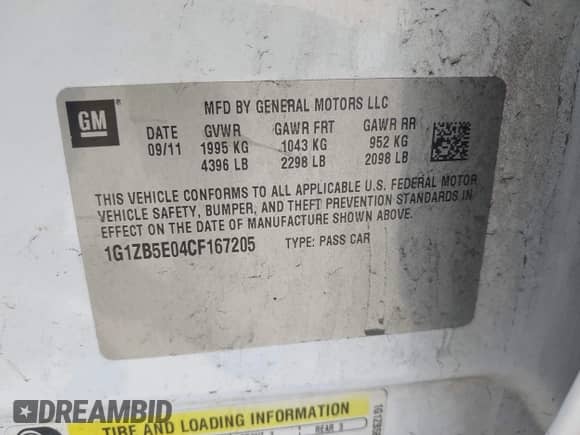 GM ®
MFD BY GENERAL MOTORS LLC
DATE GVWR GAWR FRT GAWR RR
09/11 1995 KG 1043 KG 952 KG
4396 LB 2298 LB 2098 LB
THIS VEHICLE CONFORMS TO ALL APPLICABLE U.S. FEDERAL MOTOR
VEHICLE SAFETY, BUMPER, AND THEFT PREVENTION STANDARDS IN
EFFECT ON THE DATE OF MANUFACTURE SHOWN ABOVE.
1G1ZB5E04CF167205 TYPE: PASS CAR
TIRE AND LOADING INFORMATION
REAR 3
DREAMBID